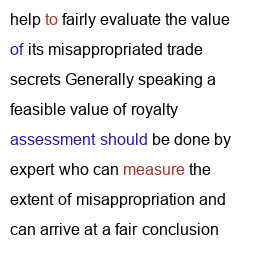 help to fairly evaluate the value
of its misappropriated trade
secrets Generally speaking a
feasible value of royalty
assessment should be done by
expert who can measure the
extent of misappropriation and
can arrive at a fair conclusion